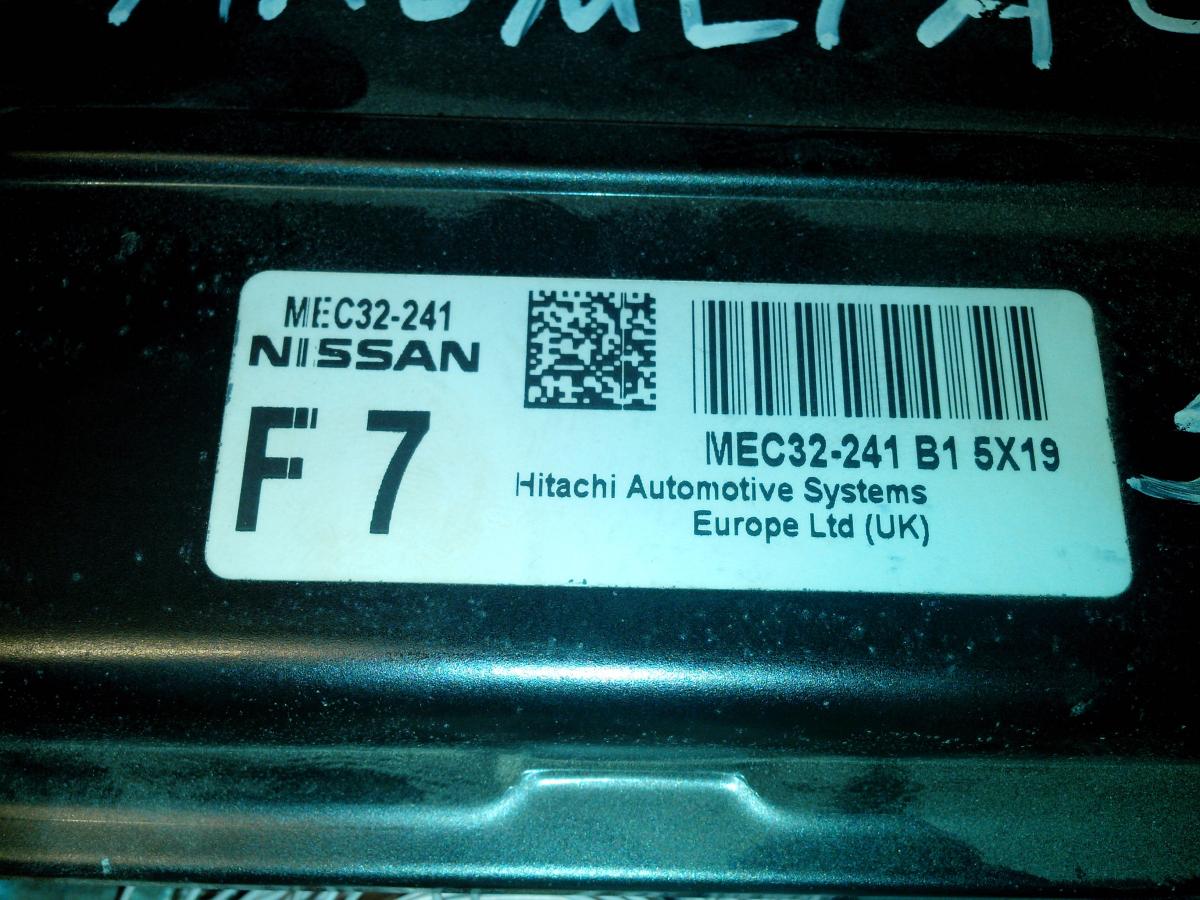 MEC32-241
NISSAN
F 7
MEC32-241 B1 5X19
Hitachi Automotive Systems
Europe Ltd (UK)